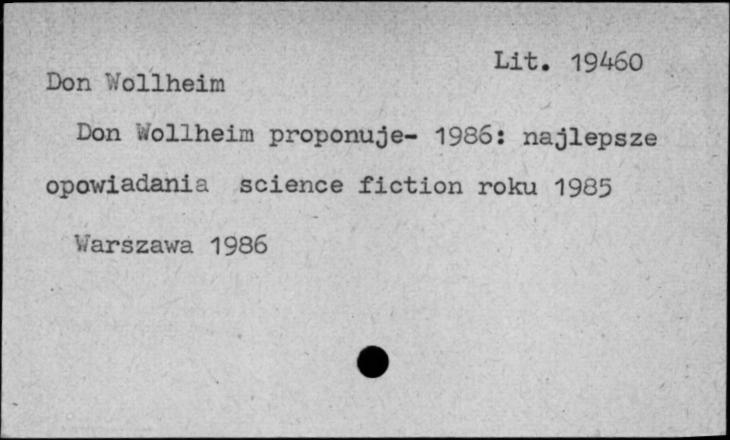 Lit. 19460
Don Wollheim
Don Wollheim proponuje- 1986: najlepsze
opowiadania science fiction roku 1985
Warszawa 1986